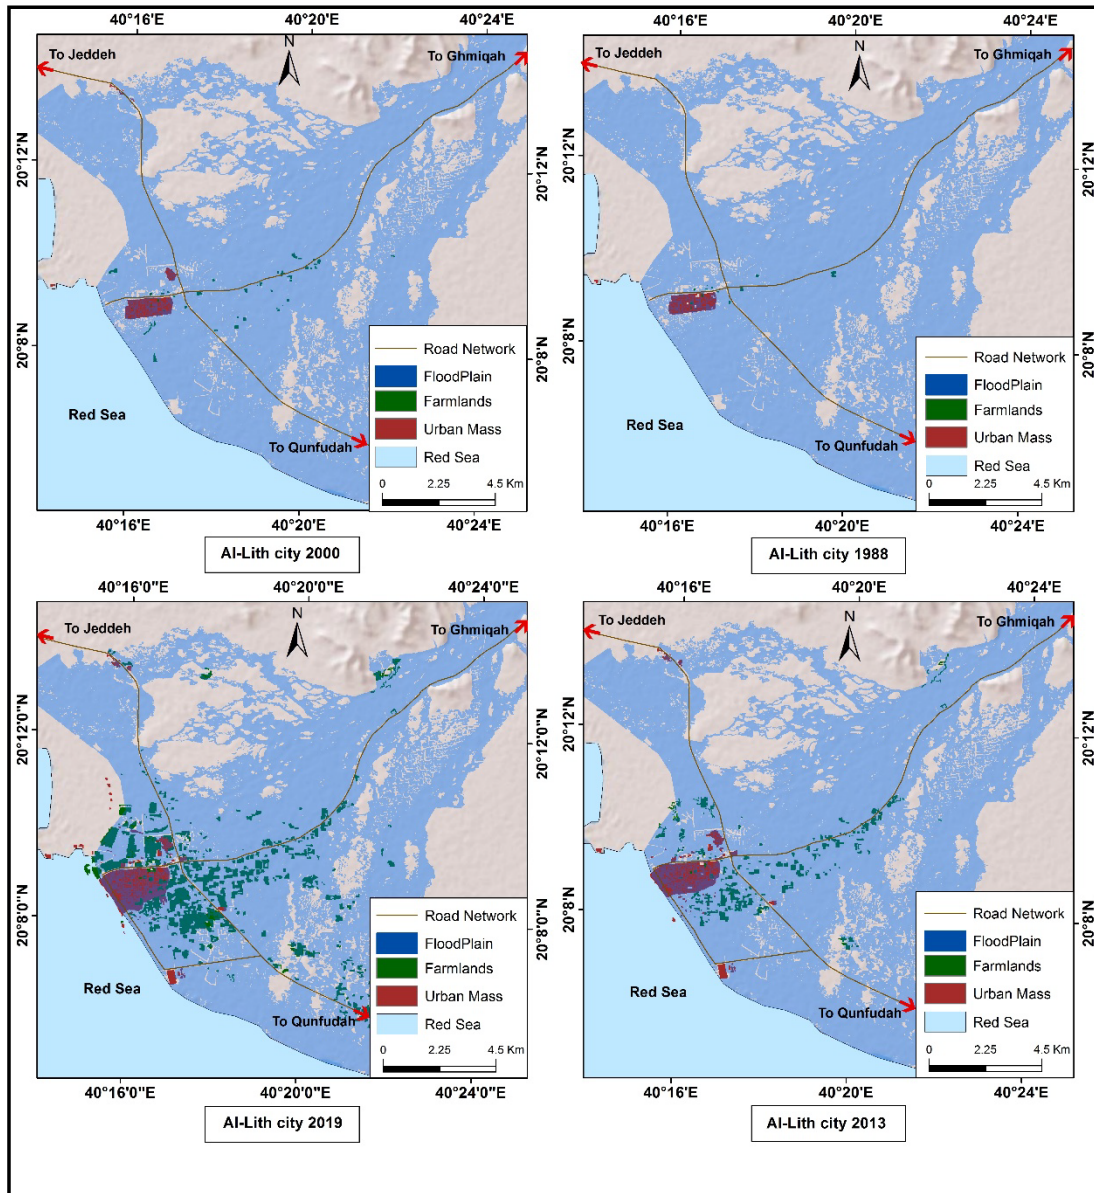 40°16'E
40°20'E
40°24'E
To Jeddeh
N
To Ghmiqah
20°12'N
20°12'N
20°8'N
20°8'N
Red Sea
To Qunfudah
Road Network
FloodPlain
Farmlands
Urban Mass
Red Sea
0
2.25
4.5 Km
40°16'E
40°20'E
40°24'E
Al-Lith city 2000
40°16'E
40°20'E
40°24'E
To Jeddeh
N
To Ghmiqah
20°12'N
20°12'N
20°8'N
20°8'N
Red Sea
To Qunfudah
Road Network
FloodPlain
Farmlands
Urban Mass
Red Sea
0
2.25
4.5 Km
40°16'E
40°20'E
40°24'E
Al-Lith city 1988
40°16'0"E
40°20'0"E
40°24'0"E
To Jeddeh
N
To Ghmiqah
20°12'0"N
20°12'0"N
20°8'0"N
20°8'0"N
Red Sea
To Qunfudah
Road Network
FloodPlain
Farmlands
Urban Mass
Red Sea
0
2.25
4.5 Km
40°16'0"E
40°20'0"E
40°24'0"E
Al-Lith city 2019
40°16'E
40°20'E
40°24'E
To Jeddeh
N
To Ghmiqah
20°12'N
20°12'N
20°8'N
20°8'N
Red Sea
To Qunfudah
Road Network
FloodPlain
Farmlands
Urban Mass
Red Sea
0
2.25
4.5 Km
40°16'E
40°20'E
40°24'E
Al-Lith city 2013